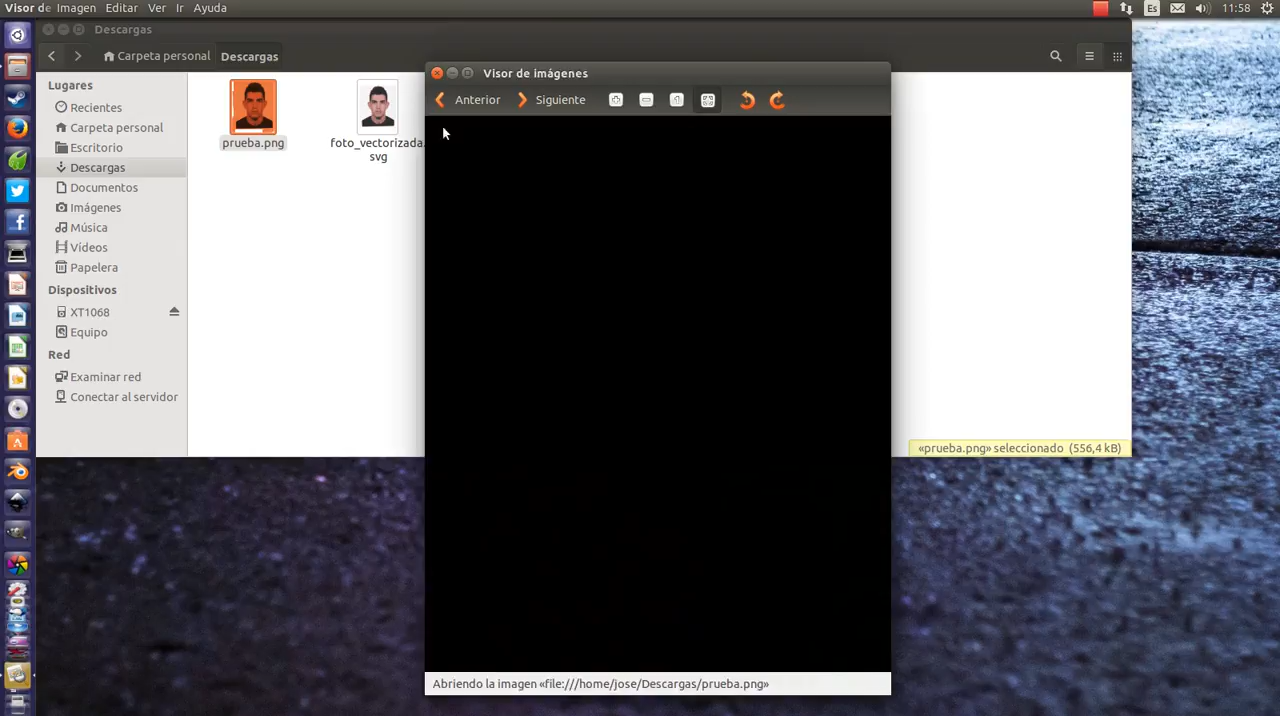 Visor de Imagen Editar Ver Ir Ayuda
Es 11:58
Descargas
Carpeta personal Descargas
Lugares
Recientes
Carpeta personal
Escritorio
Descargas
Documentos
Imágenes
Música
Vídeos
Papelera
Dispositivos
XT1068
Equipo
Red
Examinar red
Conectar al servidor
prueba.png
foto_vectorizada.
svg
Visor de imágenes
Anterior Siguiente
Abriendo la imagen «file:///home/jose/Descargas/prueba.png»
«prueba.png» seleccionado (556,4 kB)